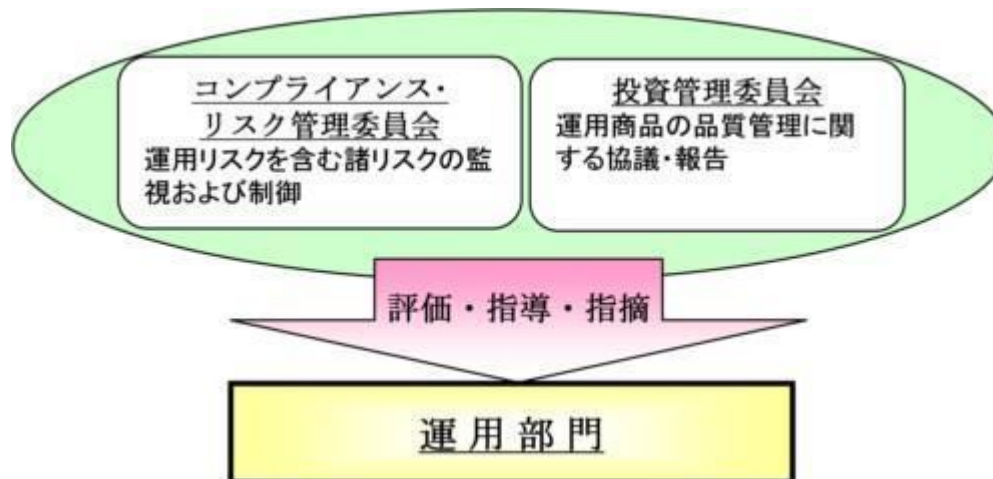 コンプライアンス・
リスク管理委員会
運用リスクを含む諸リスクの監
視および制御
投資管理委員会
運用商品の品質管理に関
する協議・報告
評価・指導・指摘
運用部門